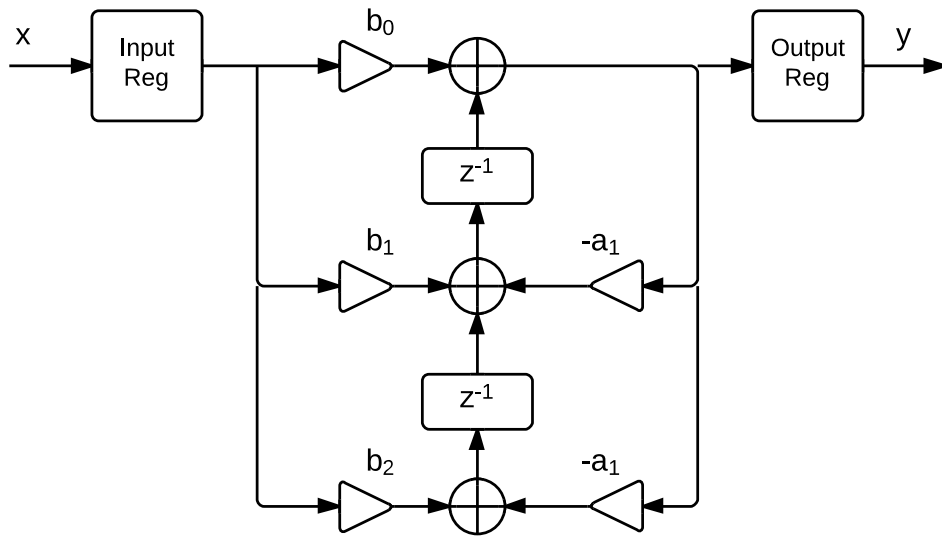 x
Input
Reg
b₀
Output
Reg
y
z⁻¹
b₁
-a₁
z⁻¹
b₂
-a₁